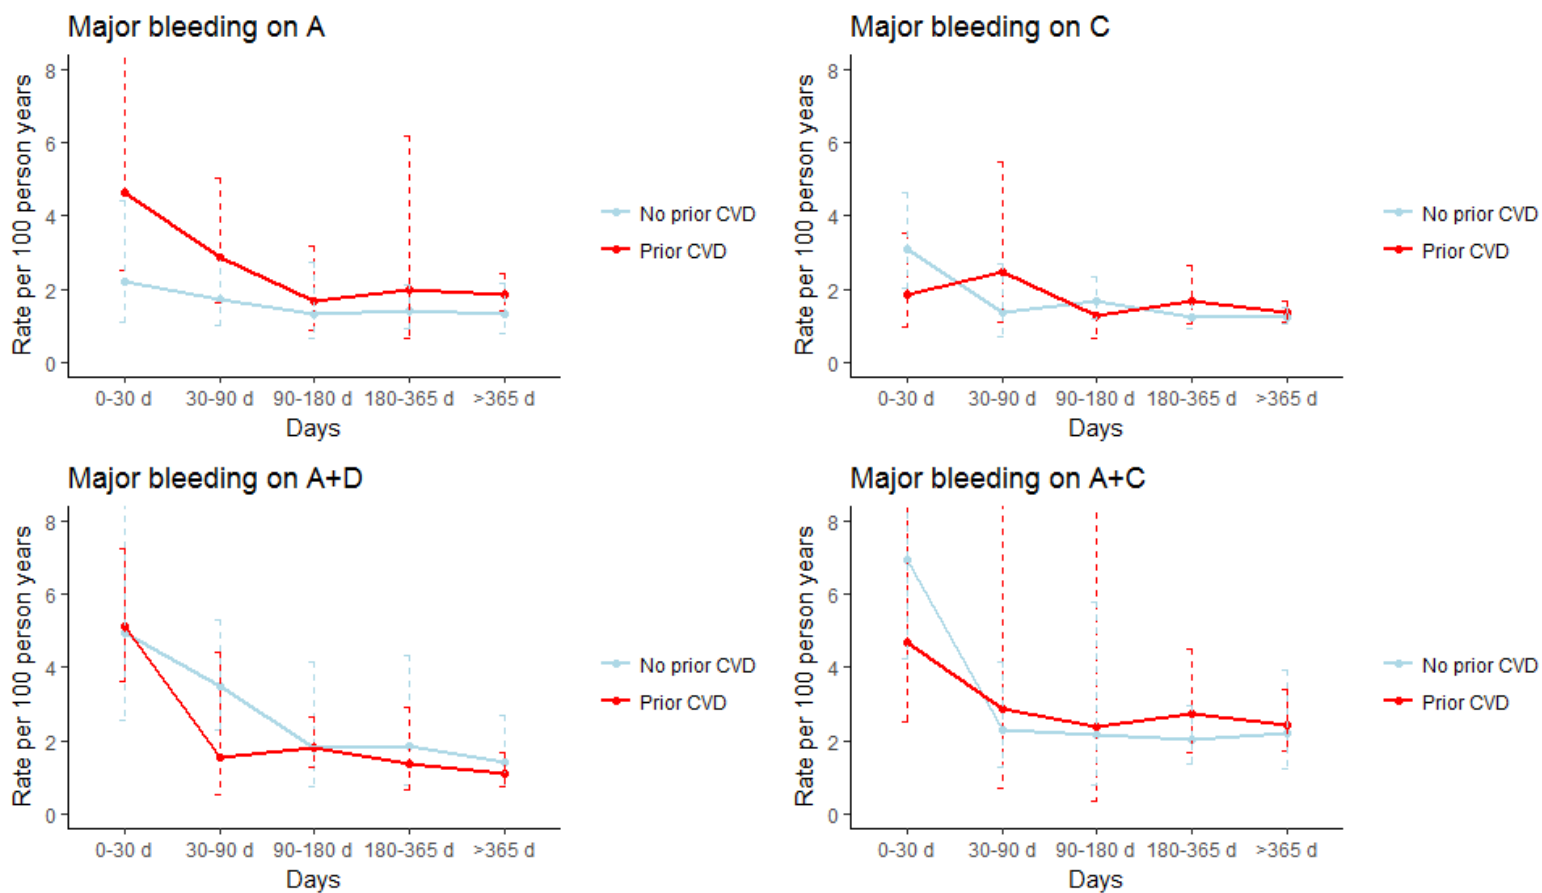 Major bleeding on A
Rate per 100 person years
8
6
4
2
0
0-30 d 30-90 d 90-180 d 180-365 d >365 d
Days
No prior CVD
Prior CVD
Major bleeding on C
Rate per 100 person years
8
6
4
2
0
0-30 d 30-90 d 90-180 d 180-365 d >365 d
Days
No prior CVD
Prior CVD
Major bleeding on A+D
Rate per 100 person years
8
6
4
2
0
0-30 d 30-90 d 90-180 d 180-365 d >365 d
Days
No prior CVD
Prior CVD
Major bleeding on A+C
Rate per 100 person years
8
6
4
2
0
0-30 d 30-90 d 90-180 d 180-365 d >365 d
Days
No prior CVD
Prior CVD